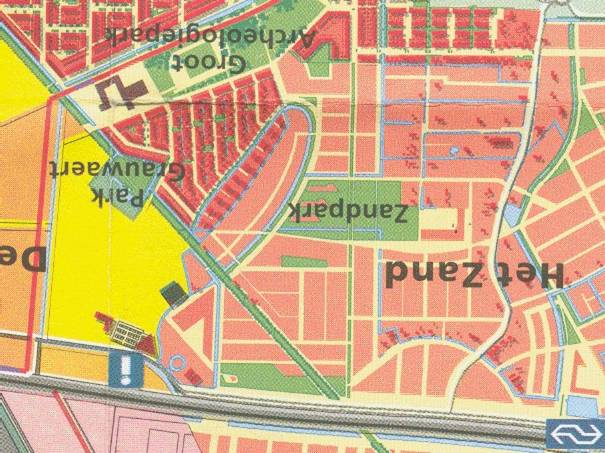 Het Zand
De
Zandpark
Park
Grauwaert
Groot
Archeologiepark
i